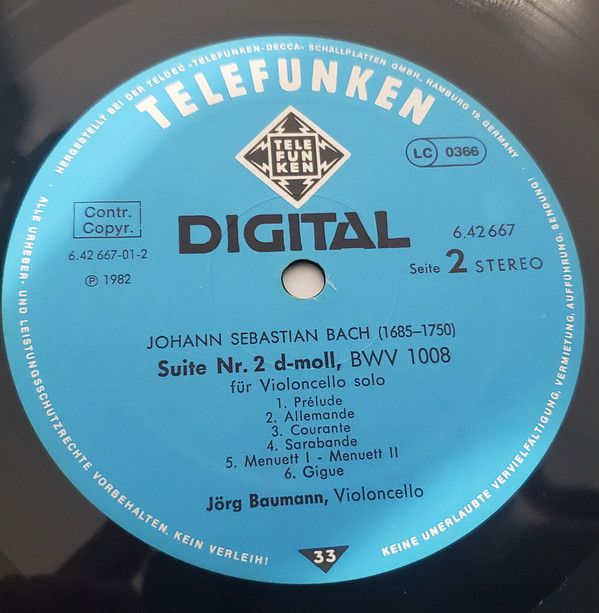 HERGESTELLT BEI DER TELDEC »TELEFUNKEN-DECCA« SCHALLPLATTEN GMBH, HAMBURG 19, GERMANY
TELEFUNKEN
TELE
FUN
KEN
LC 0366
DIGITAL
Contr.
Copyr.
6.42 667-01-2
℗ 1982
6.42667
Seite 2 STEREO
JOHANN SEBASTIAN BACH (1685–1750)
Suite Nr. 2 d-moll, BWV 1008
für Violoncello solo
1. Prélude
2. Allemande
3. Courante
4. Sarabande
5. Menuett I - Menuett II
6. Gigue
Jörg Baumann, Violoncello
33
ALLE URHEBER- UND LEISTUNGSSCHUTZRECHTE VORBEHALTEN. KEIN VERLEIH!
KEINE UNERLAUBTE VERVIELFALTIGUNG, VERMIETUNG, AUFFÜHRUNG, SENDUNG!